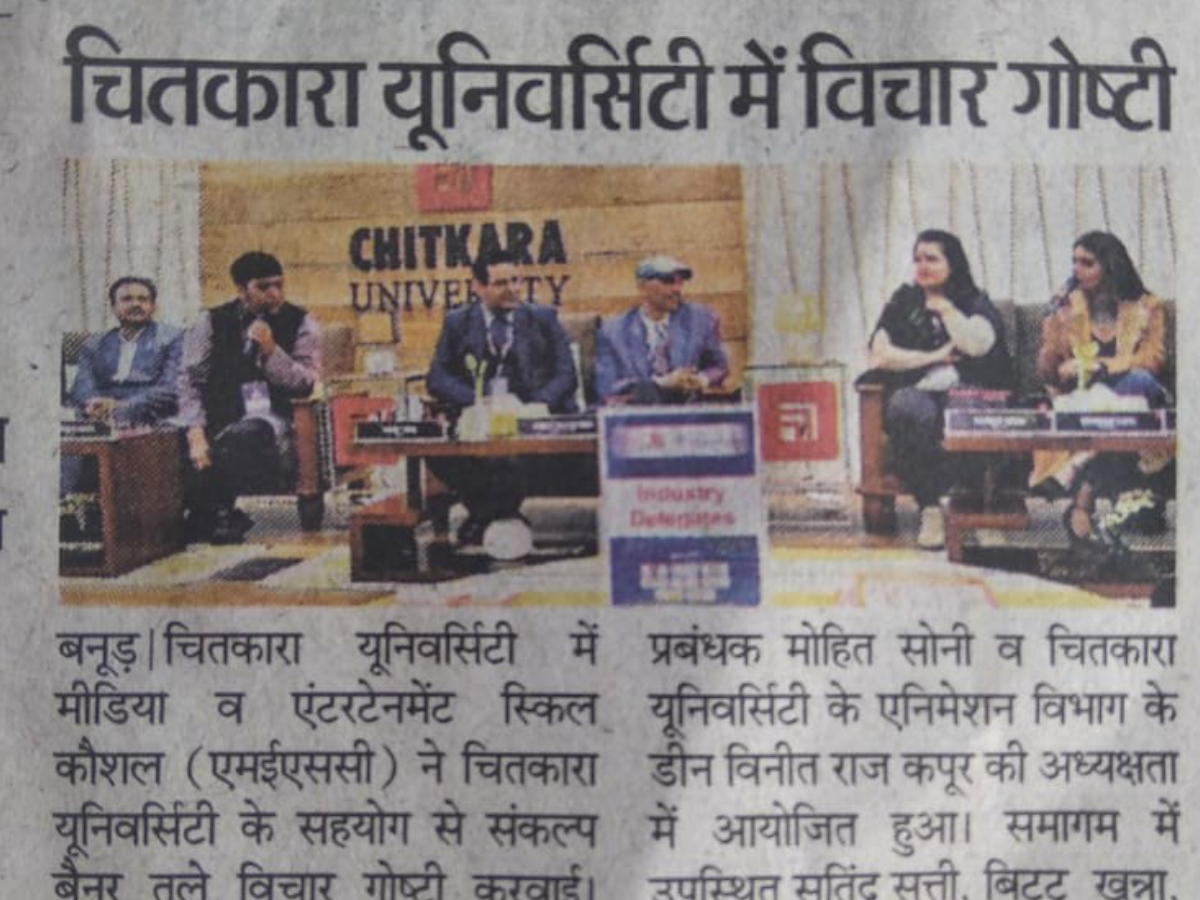 चितकारा यूनिवर्सिटी में विचार गोष्टी
CHITKARA
UNIVERSITY
Industry
Delegates
बनूड़|चितकारा यूनिवर्सिटी में
मीडिया व एंटरटेनमेंट स्किल
कौशल (एमईएससी) ने चितकारा
यूनिवर्सिटी के सहयोग से संकल्प
बैनर तले विचार गोष्टी करवाई।
प्रबंधक मोहित सोनी व चितकारा
यूनिवर्सिटी के एनिमेशन विभाग के
डीन विनीत राज कपूर की अध्यक्षता
में आयोजित हुआ। समागम में
उपस्थित सतिंद्र सत्ती, बिट्टू खन्ना,